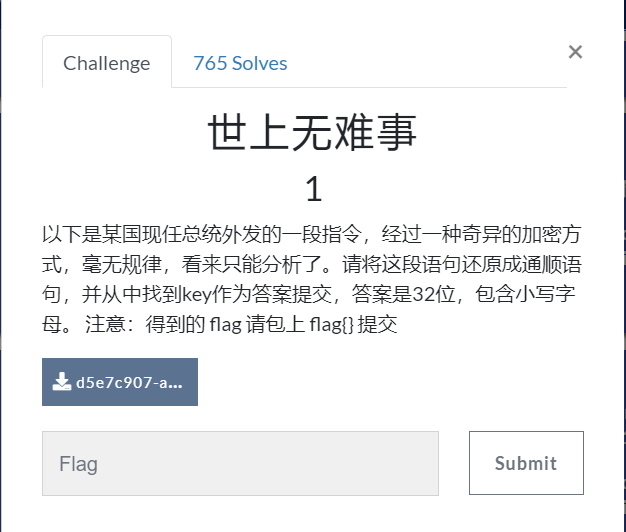 Challenge
765 Solves
×
世上无难事
1
以下是某国现任总统外发的一段指令，经过一种奇异的加密方
式，毫无规律，看来只能分析了。请将这段语句还原成通顺语
句，并从中找到key作为答案提交，答案是32位，包含小写字
母。 注意：得到的 flag 请包上 flag{} 提交
d5e7c907-a...
Flag
Submit